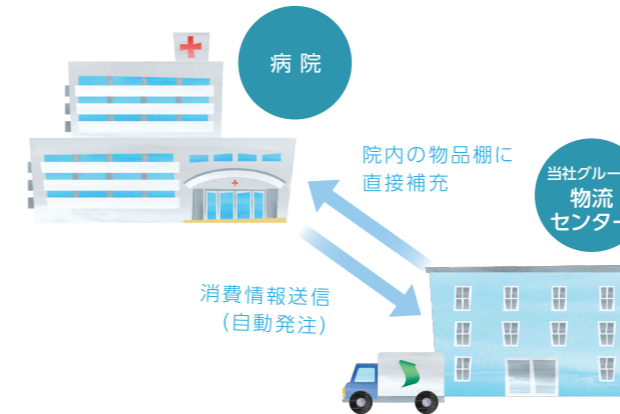 病院
院内の物品棚に
直接補充
当社グルー
物流
センター
消費情報送信
(自動発注)